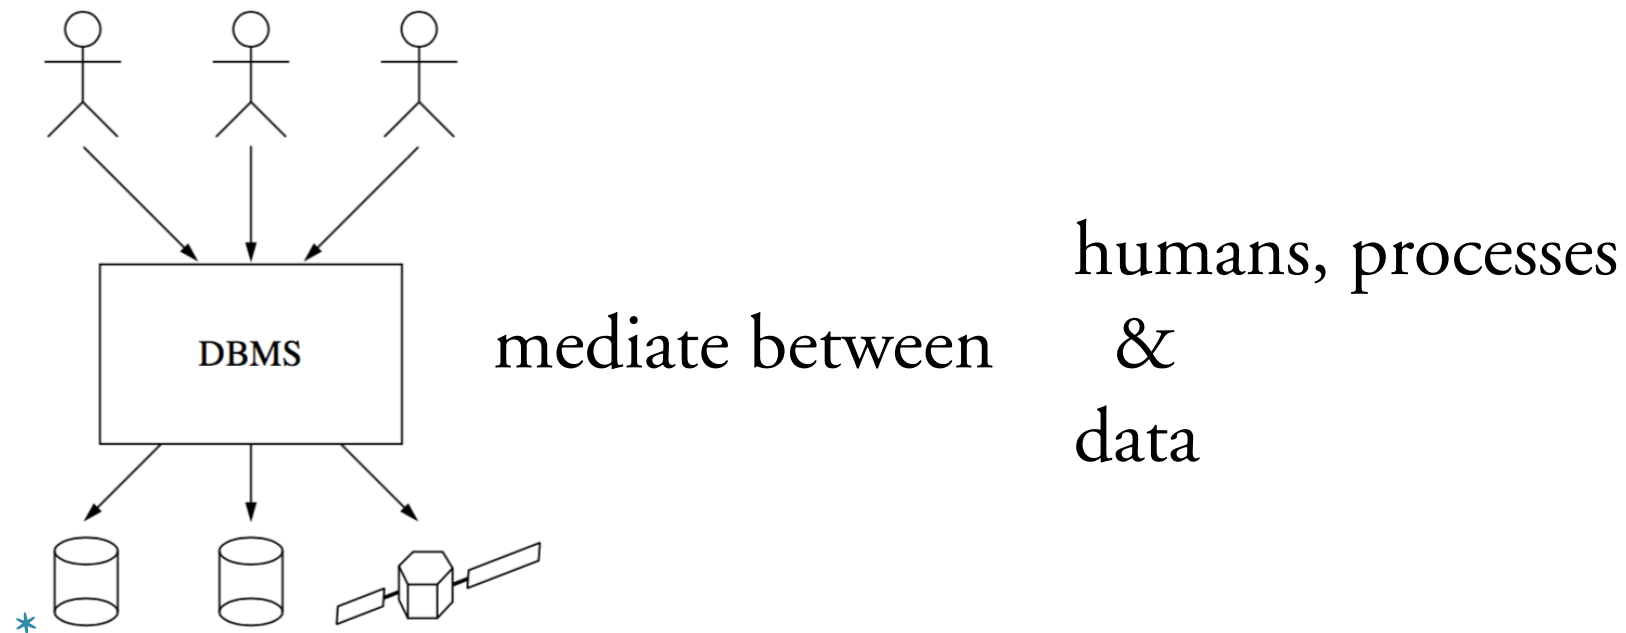 DBMS
mediate between
humans, processes
&
data
*